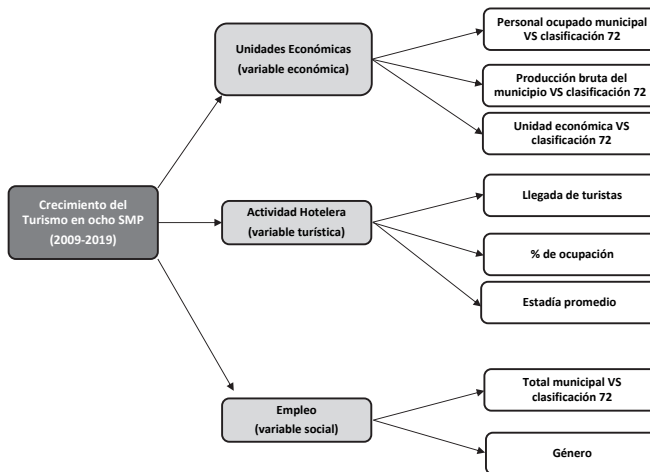 Crecimiento del
Turismo en ocho SMP
(2009-2019)
Unidades Económicas
(variable económica)
Personal ocupado municipal
VS clasificación 72
Producción bruta del
municipio VS clasificación 72
Unidad económica VS
clasificación 72
Actividad Hotelera
(variable turística)
Llegada de turistas
% de ocupación
Estadía promedio
Empleo
(variable social)
Total municipal VS
clasificación 72
Género